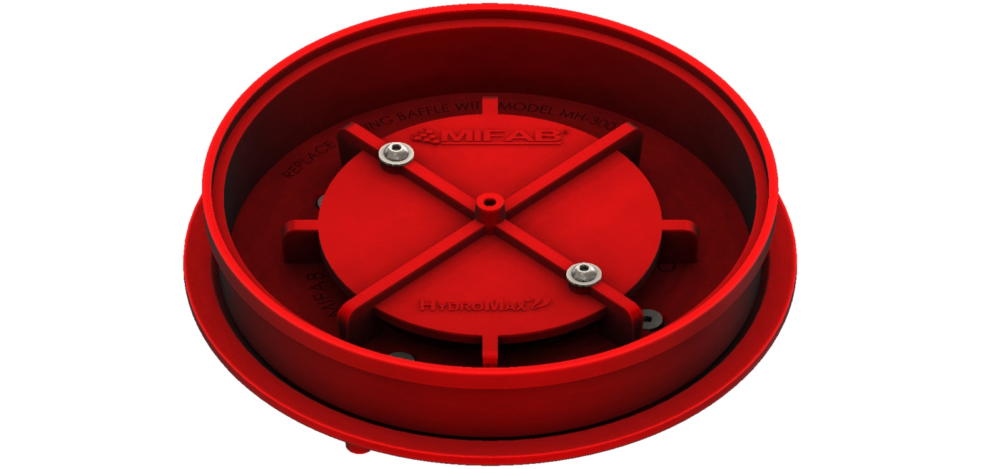 REPLACE
ING BAFFLE WIT MODEL MH-300
MIFAB®
MIFAB
HYDROMAX